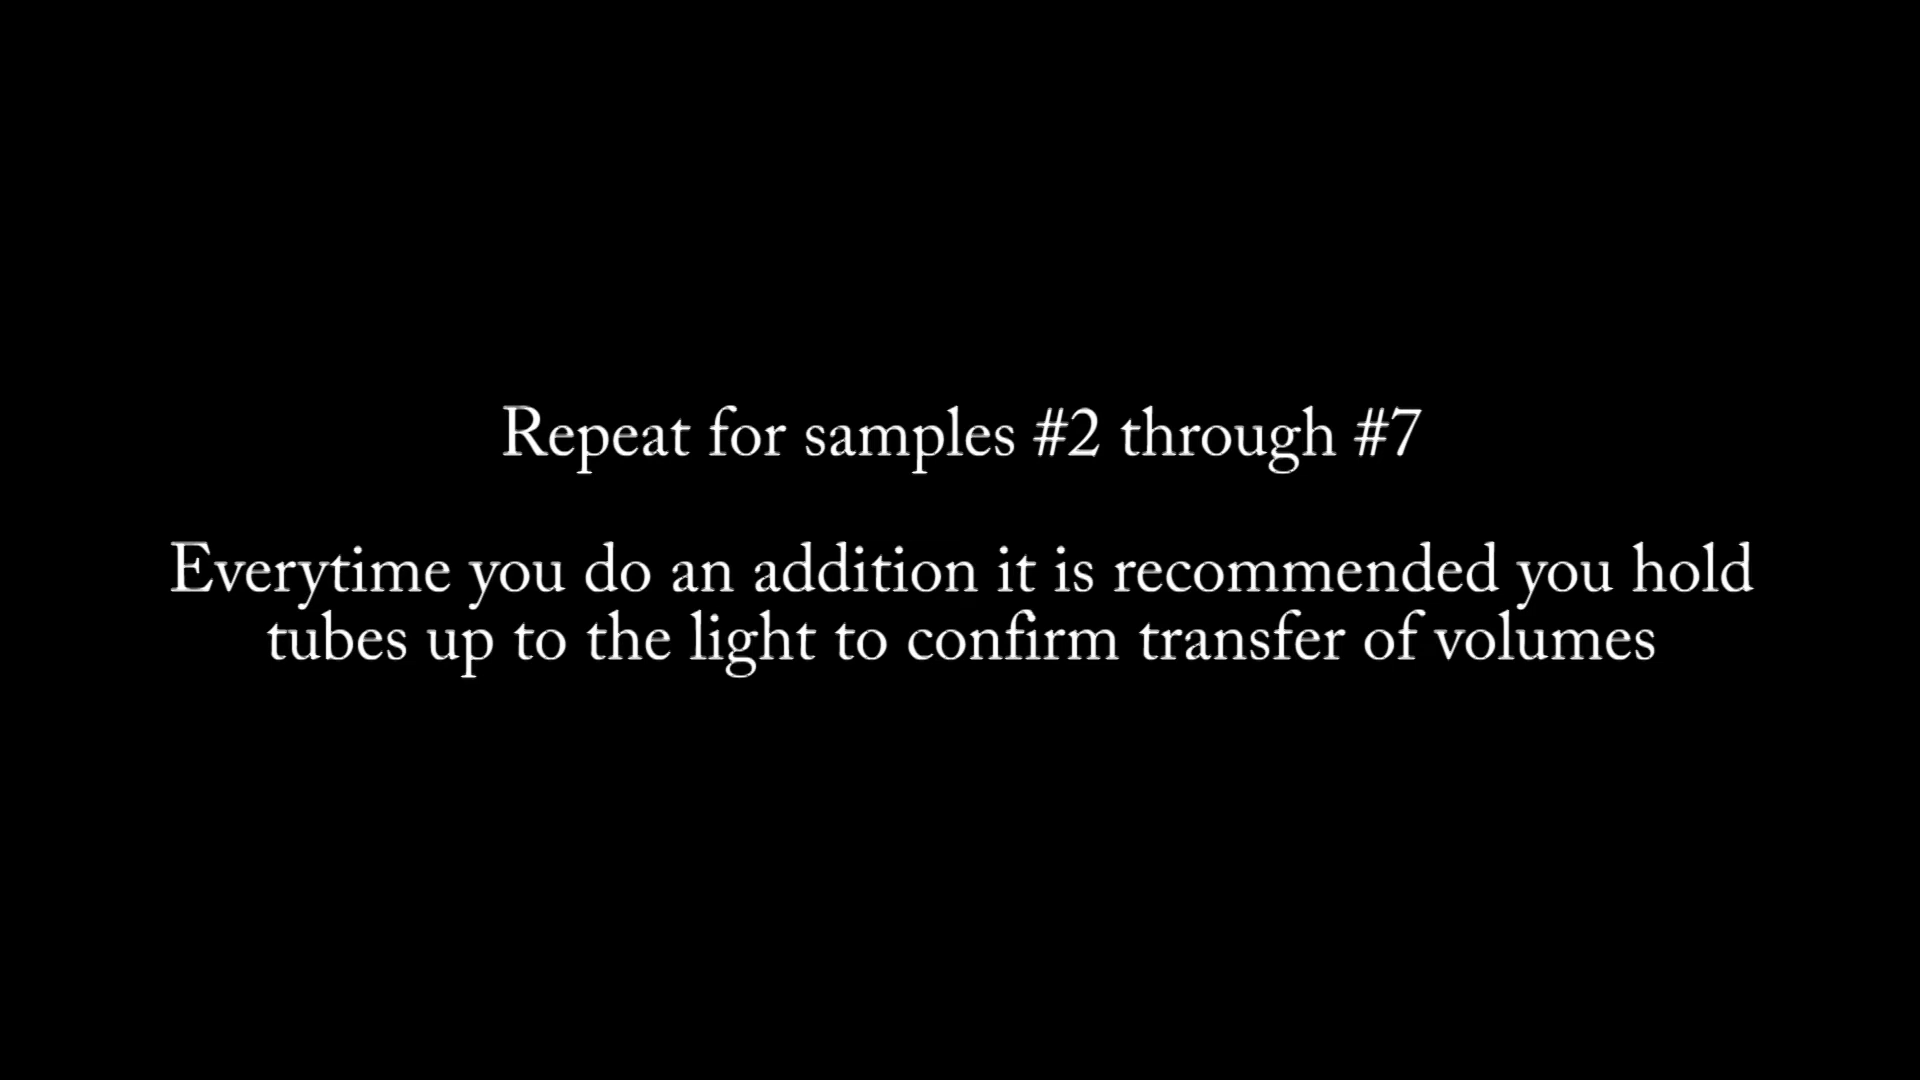 Repeat for samples #2 through #7
Everytime you do an addition it is recommended you hold
tubes up to the light to confirm transfer of volumes